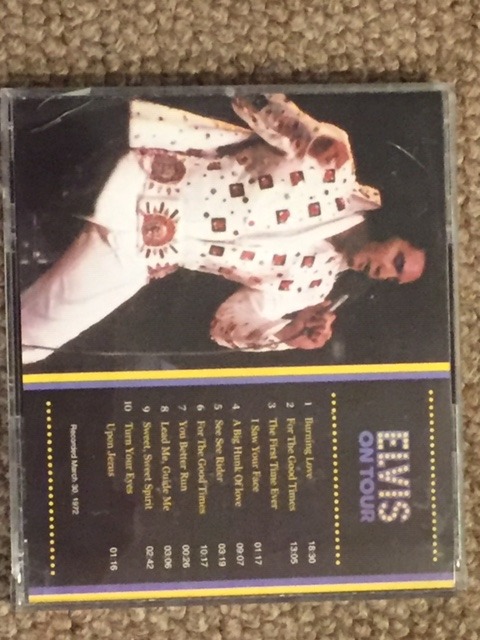 ELVIS
ON TOUR
1 Burning Love 18:30
2 For The Good Times 13:05
3 The First Time Ever
I Saw Your Face 01:17
4 A Big Hunk Of love 09:07
5 See See Rider 03:19
6 For The Good Times 10:17
7 You Better Run 00:26
8 Lead Me, Guide Me 03:06
9 Sweet, Sweet Spirit 02:42
10 Turn Your Eyes
Upon Jesus 01:16
Recorded March 30, 1972